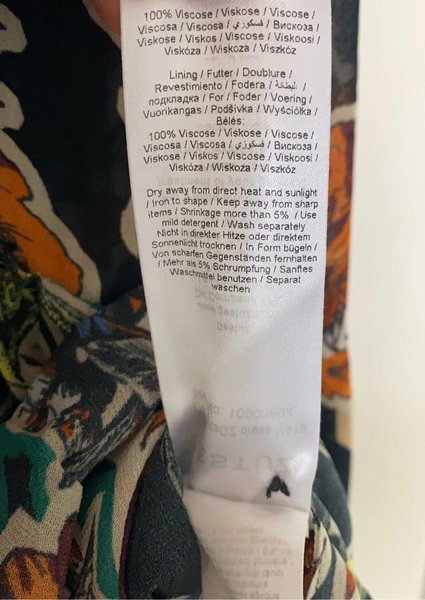 100% Viscose / Viskose / Viscose /
Viscosa / Viscosa / فسكوزي / Вискоза /
Viskose / Viskos / Viscose / Viskoosi /
Viskóza / Wiskoza / Viszkóz
Lining / Futter / Doublure /
Revestimiento / Fodera / البطانة /
подкладка / For / Foder / Voering /
Vuorikangas / Podšívka / Wyściółka /
Bélés:
100% Viscose / Viskose / Viscose /
Viscosa / Viscosa / فسكوزي / Вискоза /
Viskose / Viskos / Viscose / Viskoosi /
Viskóza / Wiskoza / Viszkóz
Dry away from direct heat and sunlight
/ Iron to shape / Keep away from sharp
items / Shrinkage more than 5% / Use
mild detergent / Wash separately
Nicht in direkter Hitze oder direktem
Sonnenlicht trocknen / In Form bügeln /
Von scharfen Gegenständen fernhalten
/ Mehr als 5% Schrumpfung / Sanftes
Waschmittel benutzen / Separat
waschen